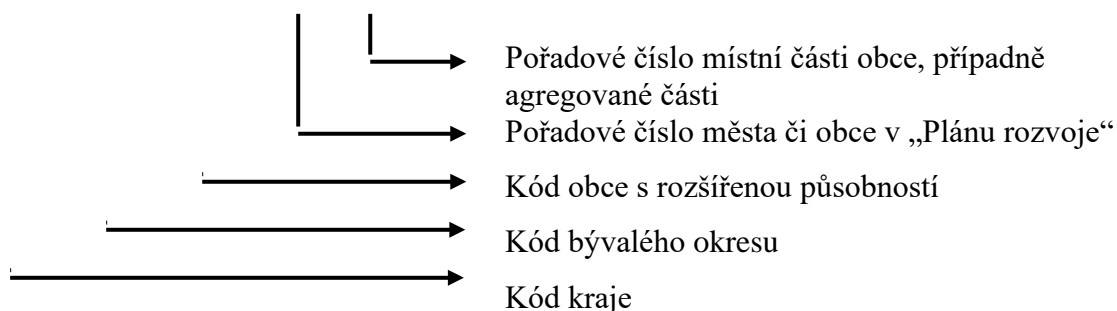 Pořadové číslo místní části obce, případně
agregované části
Pořadové číslo města či obce v „Plánu rozvoje“
Kód obce s rozšířenou působností
Kód bývalého okresu
Kód kraje